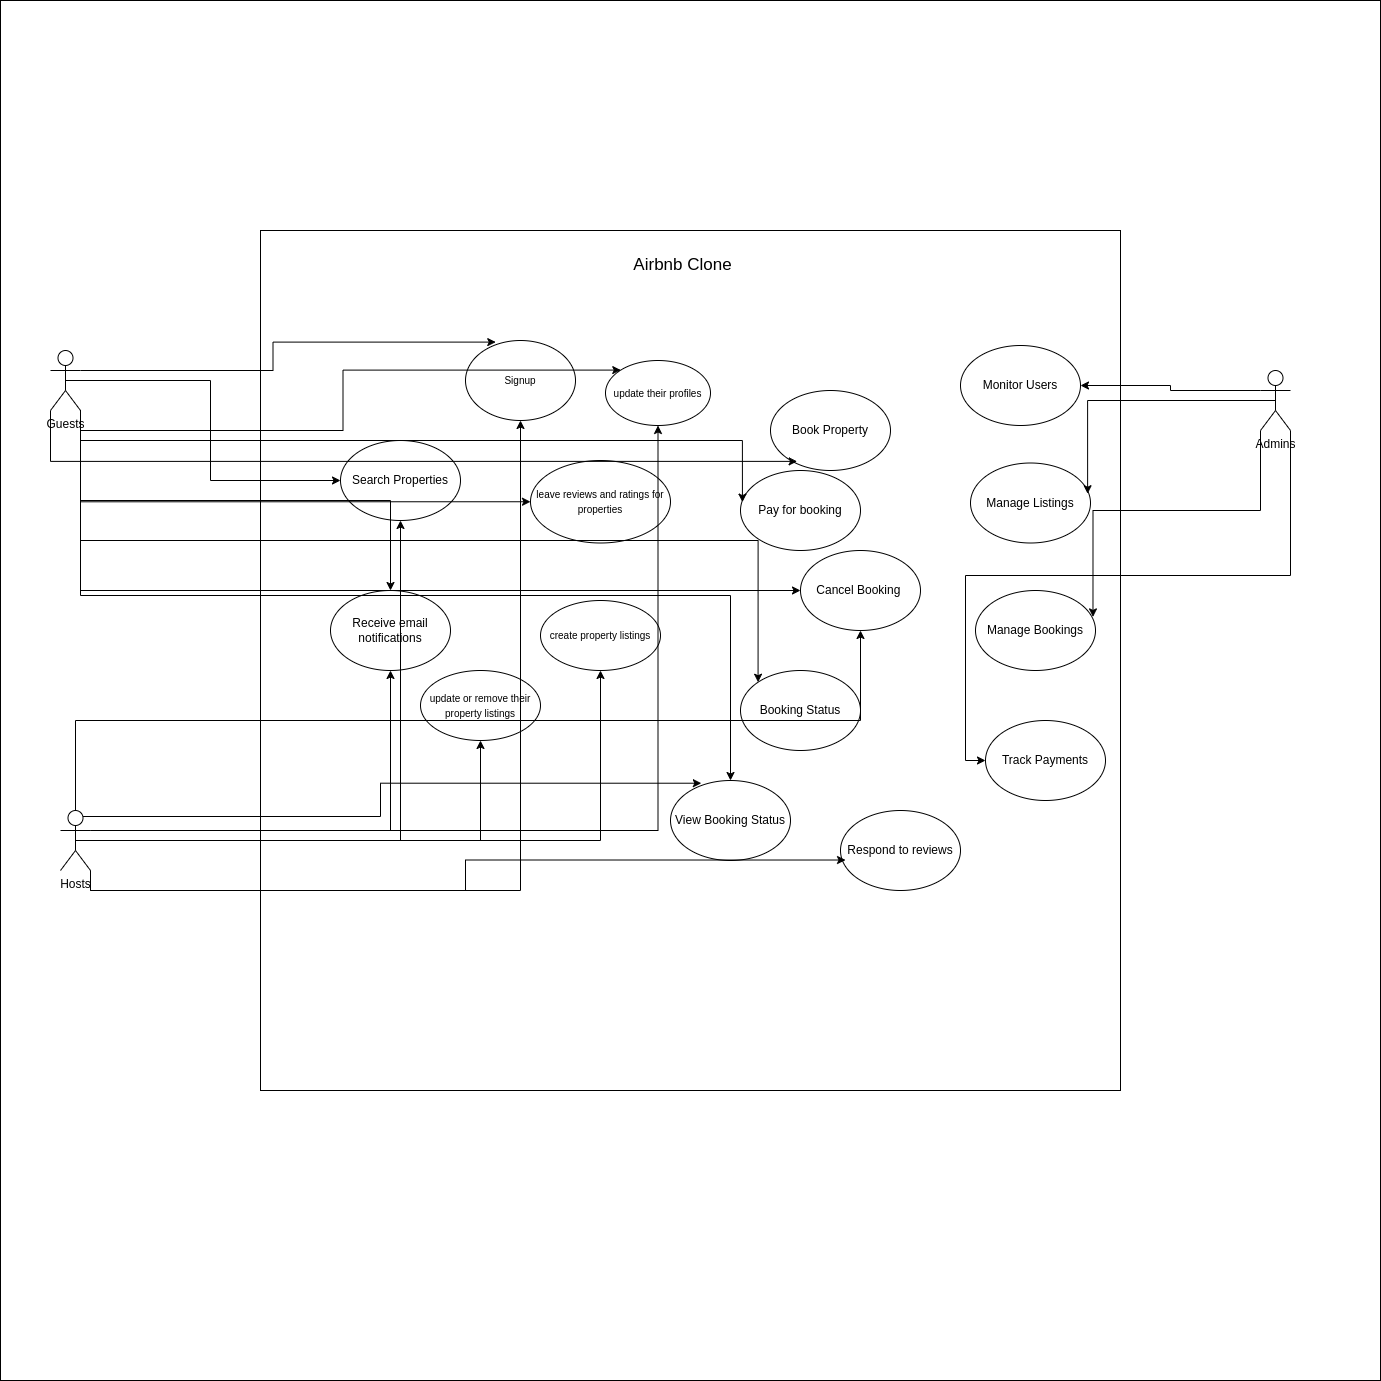 Airbnb Clone
Guests
Signup
update their profiles
Monitor Users
Admins
Book Property
Search Properties
leave reviews and ratings for
properties
Pay for booking
Manage Listings
Cancel Booking
Receive email
notifications
create property listings
Manage Bookings
update or remove their
property listings
Booking Status
Track Payments
View Booking Status
Respond to reviews
Hosts